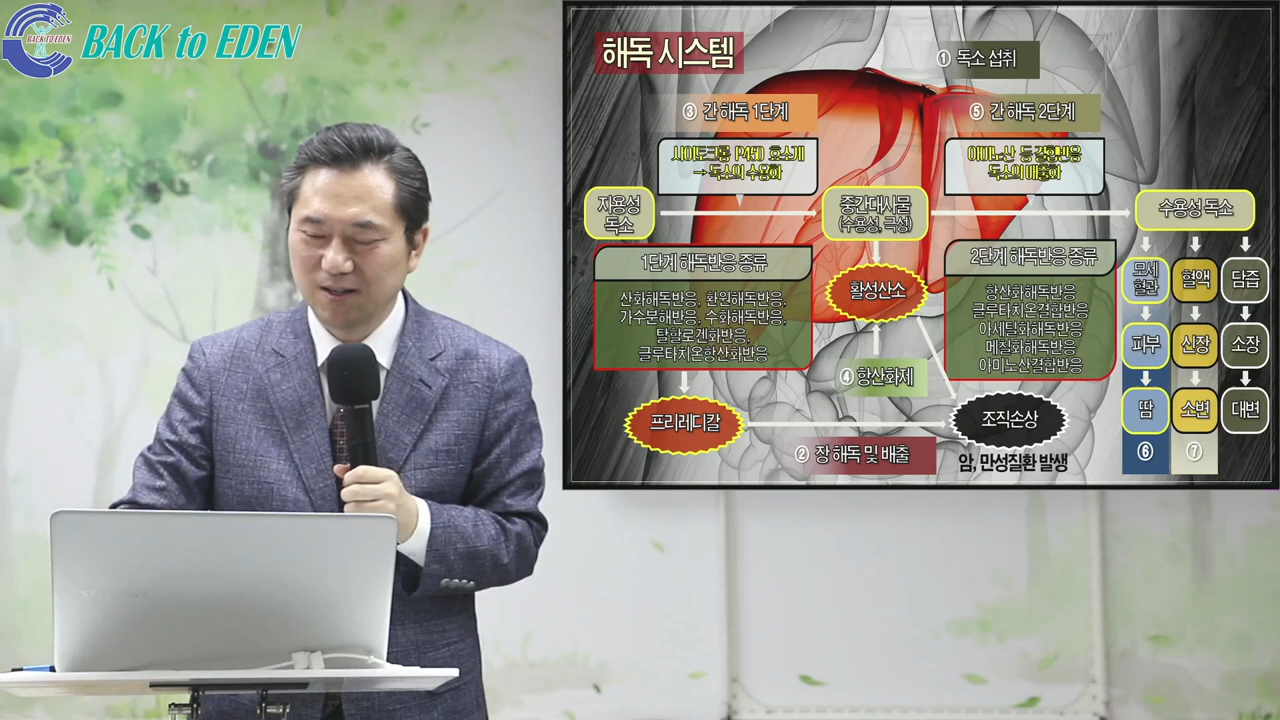 BACK TO EDEN
BACK to EDEN
해독 시스템
① 독소 섭취
③ 간 해독 1단계
⑤ 간 해독 2단계
사이토크롬 P450 효소계
→ 독소의 수용화
아미노산 등 결합반응
독소의 배출화
지용성
독소
중간대사물
(수용성, 극성)
수용성 독소
1단계 해독반응 종류
산화해독반응, 환원해독반응,
가수분해반응, 수화해독반응,
탈할로겐화반응,
글루타치온항산화반응
활성산소
2단계 해독반응 종류
항산화해독반응
글루타치온결합반응
아세틸화해독반응
메칠화해독반응
아미노산결합반응
모세
혈관
혈액
담즙
피부
신장
소장
땀
소변
대변
⑥
⑦
④ 항산화제
프리레디칼
조직손상
② 장 해독 및 배출
암, 만성질환 발생